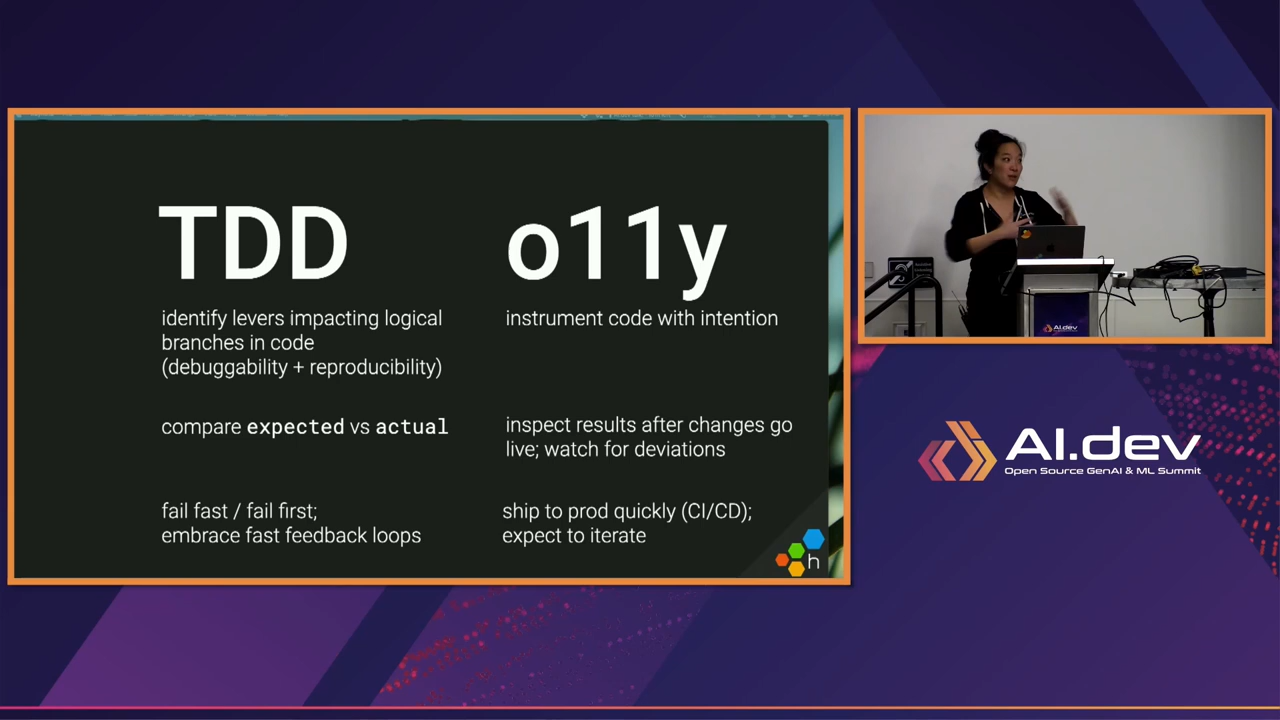 TDD
identify levers impacting logical
branches in code
(debuggability + reproducibility)
compare expected vs actual
fail fast / fail first;
embrace fast feedback loops
o11y
instrument code with intention
inspect results after changes go
live; watch for deviations
ship to prod quickly (CI/CD);
expect to iterate
h
AI.dev
AI.dev
Open Source GenAI & ML Summit